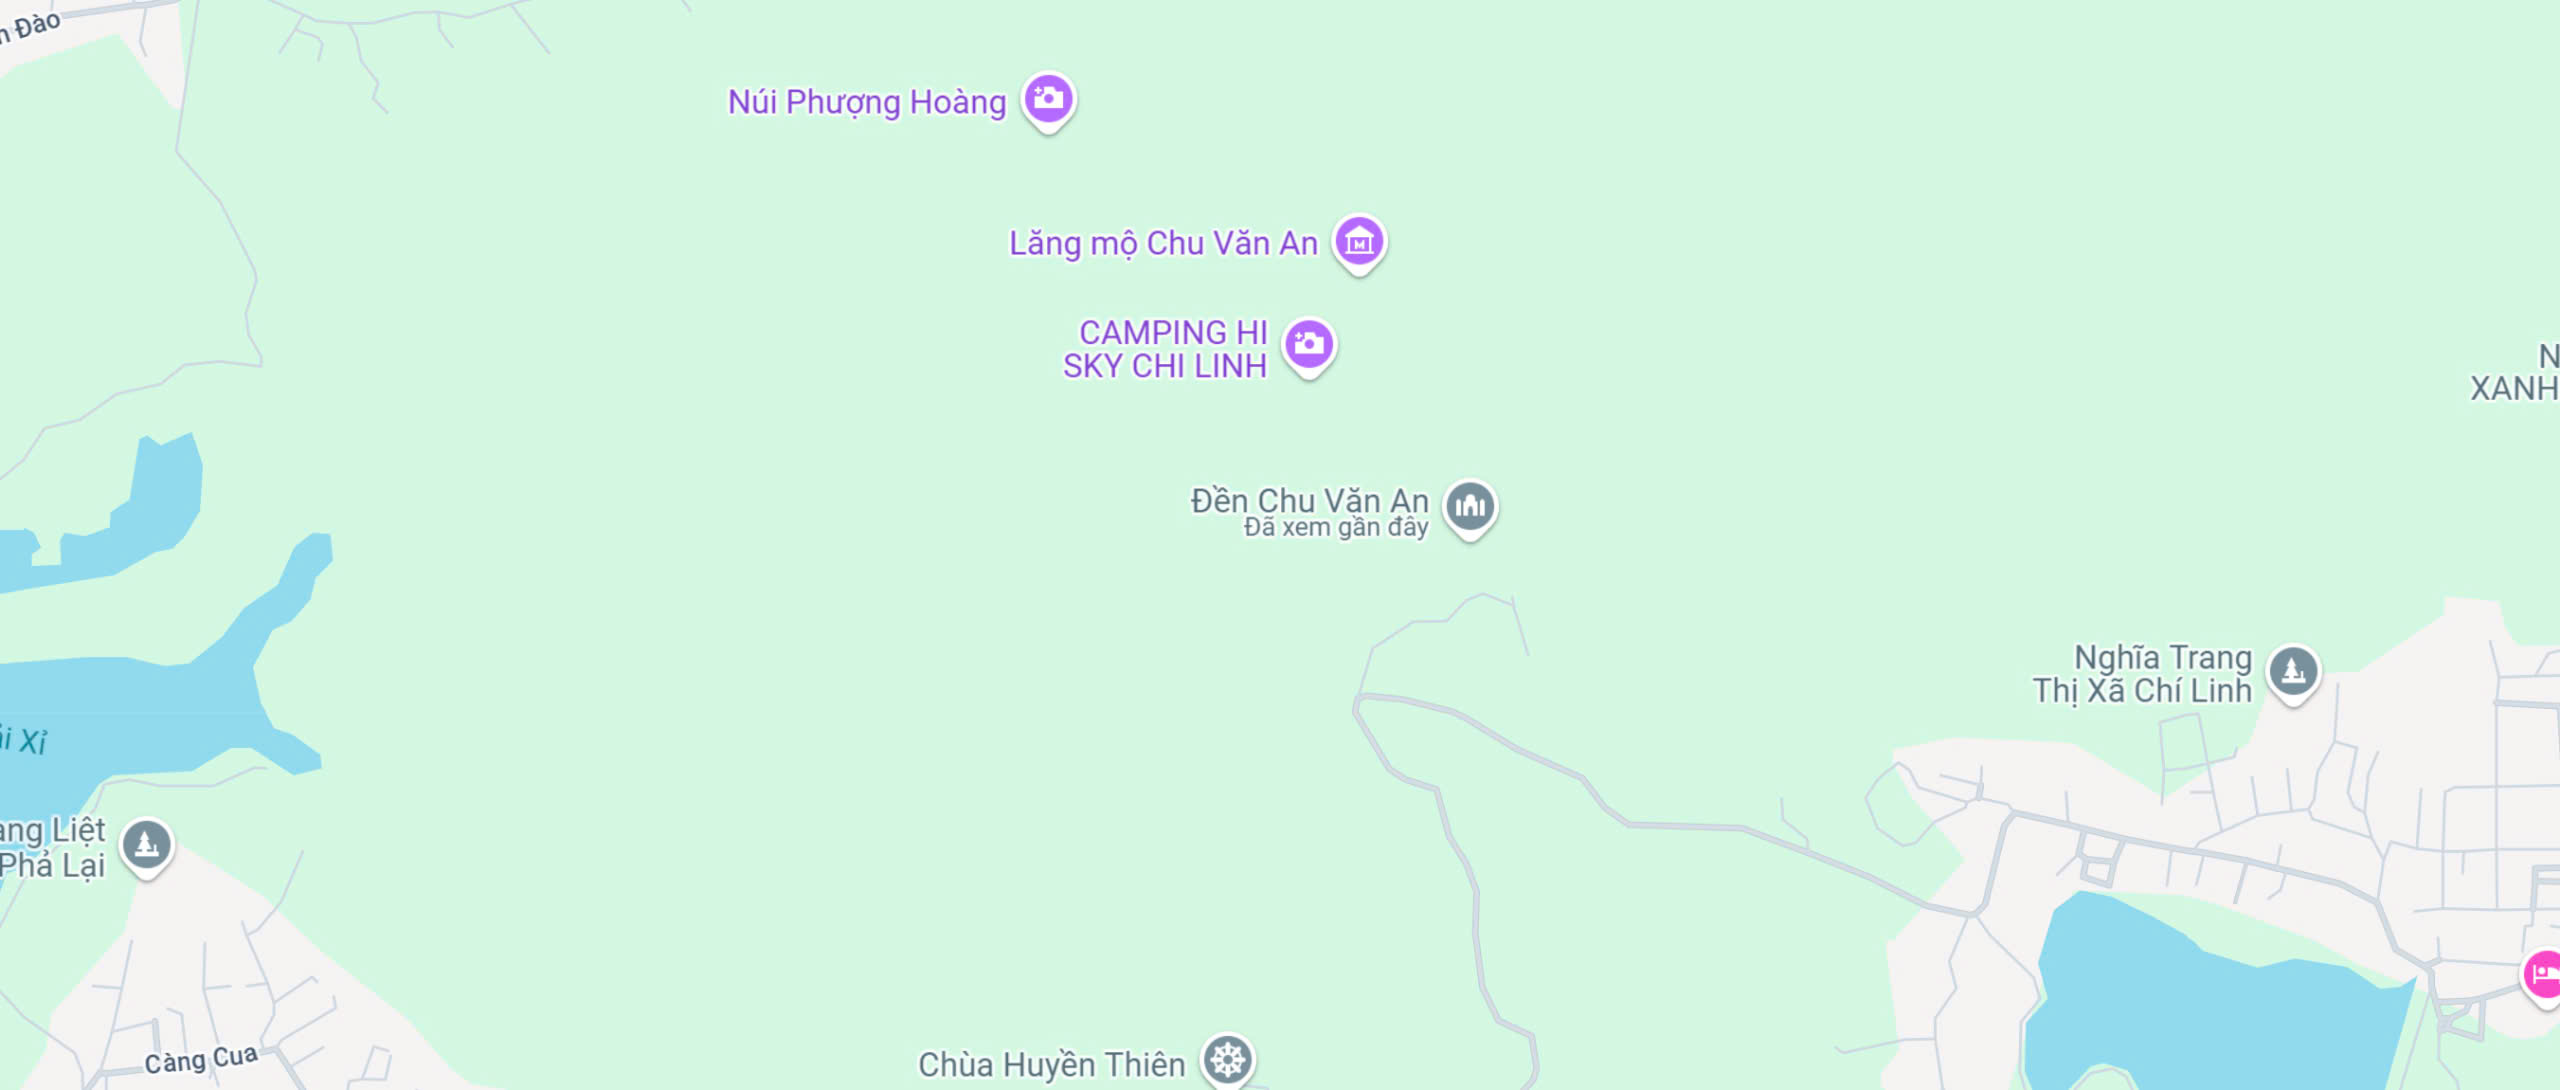 Đào
Núi Phượng Hoàng
Lăng mộ Chu Văn An
CAMPING HI
SKY CHI LINH
XANH
Đền Chu Văn An
Đã xem gần đây
Nghĩa Trang
Thị Xã Chí Linh
Xỉ
Liệt
Phả Lại
Càng Cua
Chùa Huyền Thiên